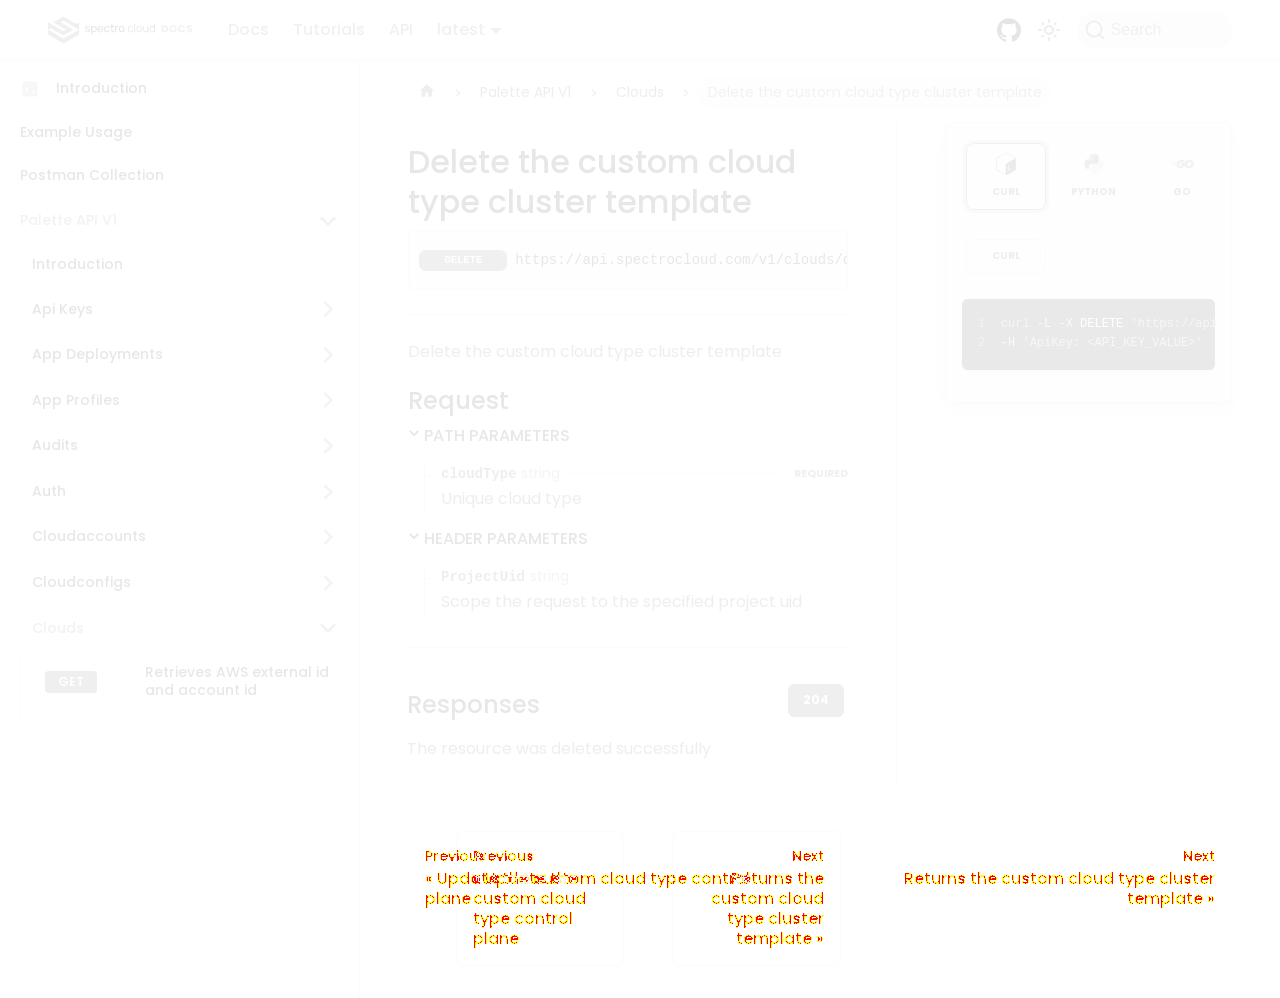 spectro cloud DOCS
Docs
Tutorials
API
latest
Search
Introduction
Example Usage
Postman Collection
Palette API V1
Introduction
Api Keys
App Deployments
App Profiles
Audits
Auth
Cloudaccounts
Cloudconfigs
Clouds
GET
Retrieves AWS external id
and account id
Palette API V1
Clouds
Delete the custom cloud type cluster template
Delete the custom cloud
type cluster template
DELETE
https://api.spectrocloud.com/v1/clouds/
Delete the custom cloud type cluster template
Request
PATH PARAMETERS
cloudType string
REQUIRED
Unique cloud type
HEADER PARAMETERS
ProjectUid string
Scope the request to the specified project uid
Responses
204
The resource was deleted successfully
CURL
PYTHON
GO
CURL
1 curl -L -X DELETE 'https://api
2 -H 'ApiKey: <API_KEY_VALUE>'
Previous
Previous
Next
Next
« Update custom cloud type control
Returns the
Returns the custom cloud type cluster
plane
custom cloud
custom cloud
template »
type control
type cluster
plane
template »